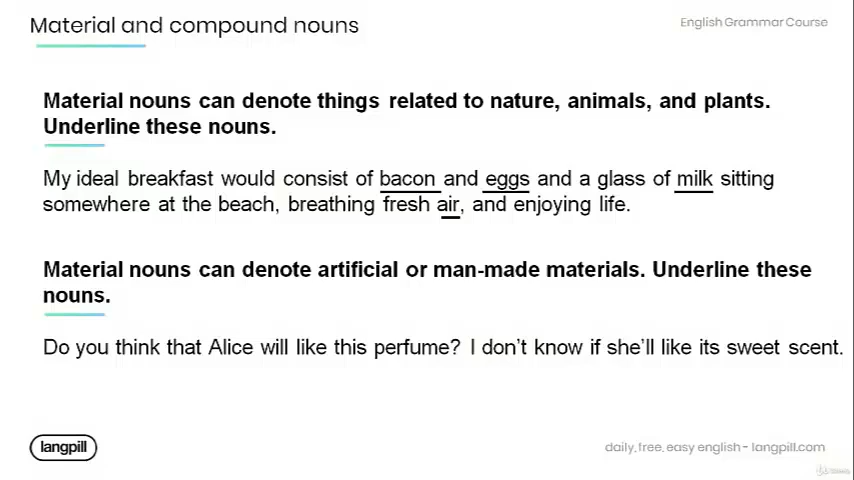 Material and compound nouns
English Grammar Course
Material nouns can denote things related to nature, animals, and plants.
Underline these nouns.
My ideal breakfast would consist of bacon and eggs and a glass of milk sitting
somewhere at the beach, breathing fresh air, and enjoying life.
Material nouns can denote artificial or man-made materials. Underline these
nouns.
Do you think that Alice will like this perfume? I don't know if she'll like its sweet scent.
langpill
daily, free, easy english - langpill.com